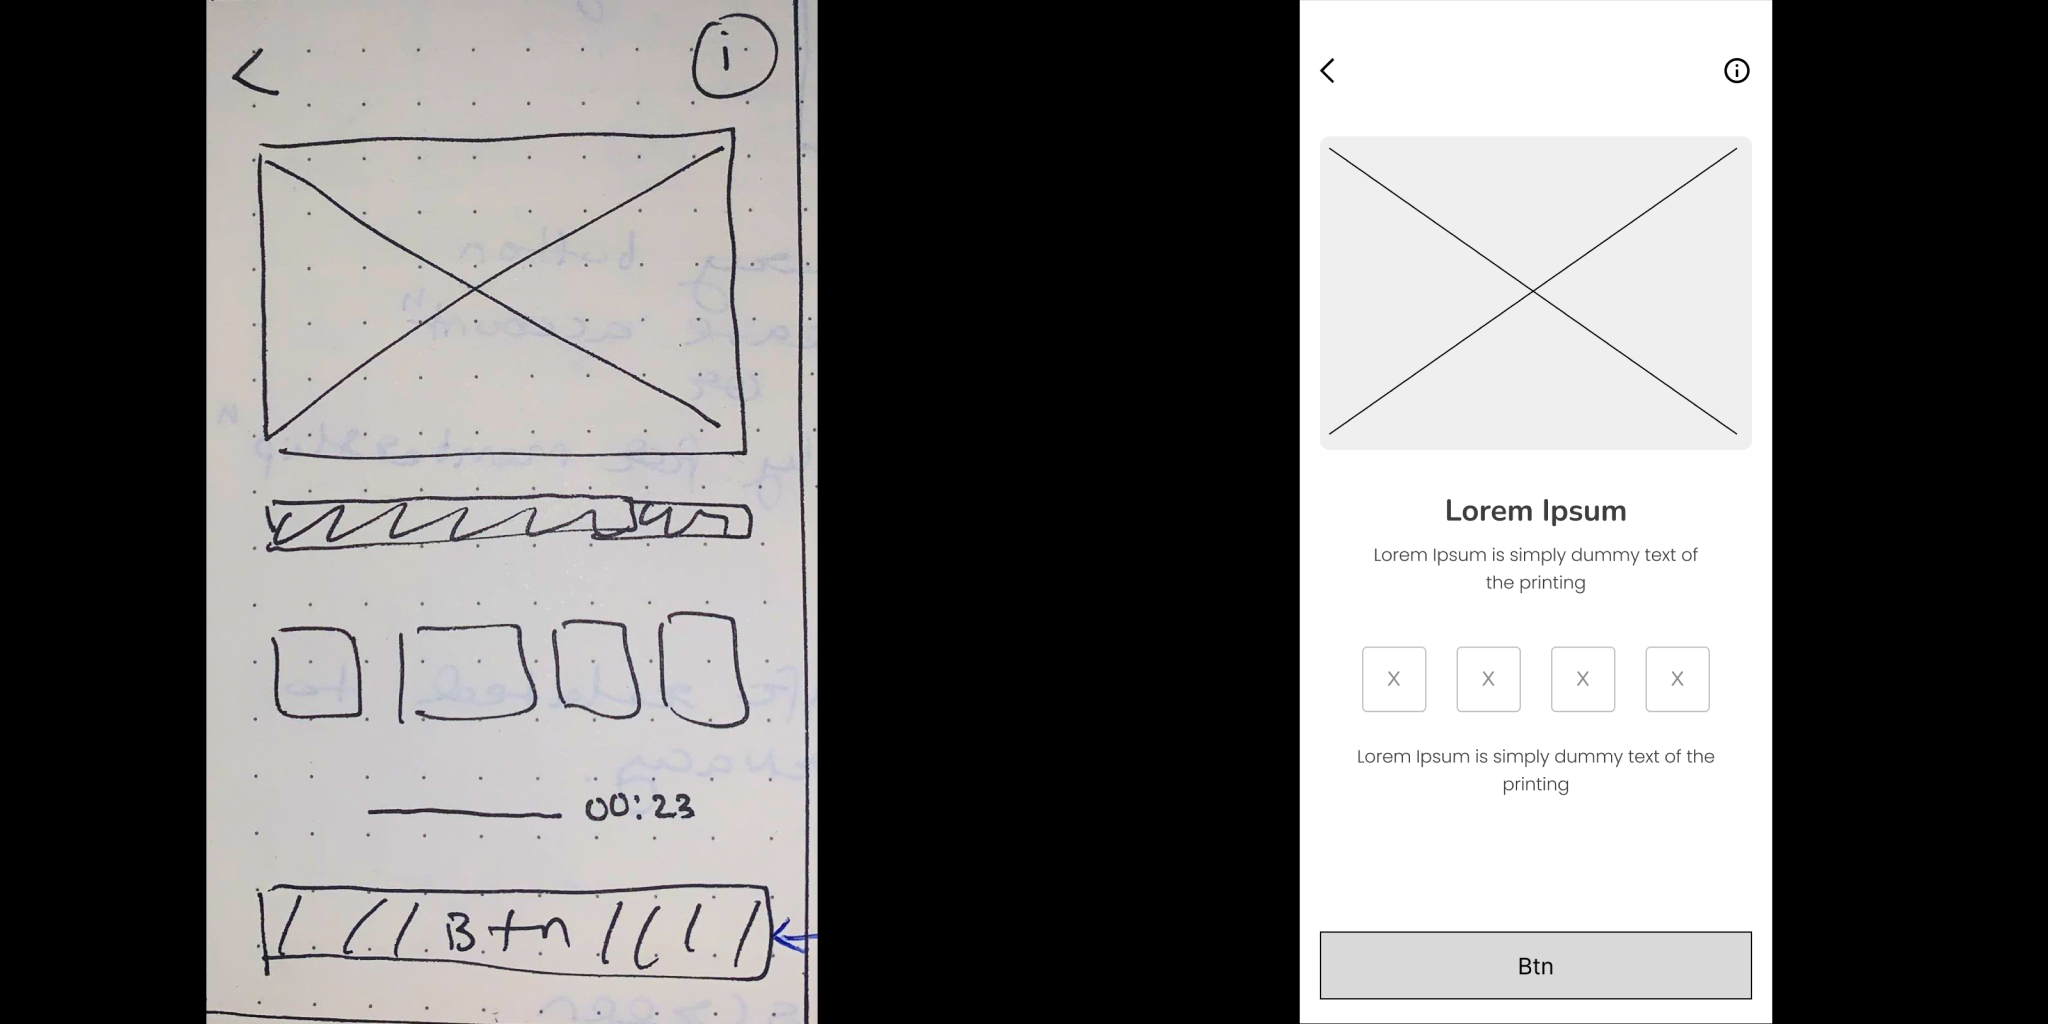 i
00:23
Btn
i
Lorem Ipsum
Lorem Ipsum is simply dummy text of
the printing
X X X X
Lorem Ipsum is simply dummy text of the
printing
Btn